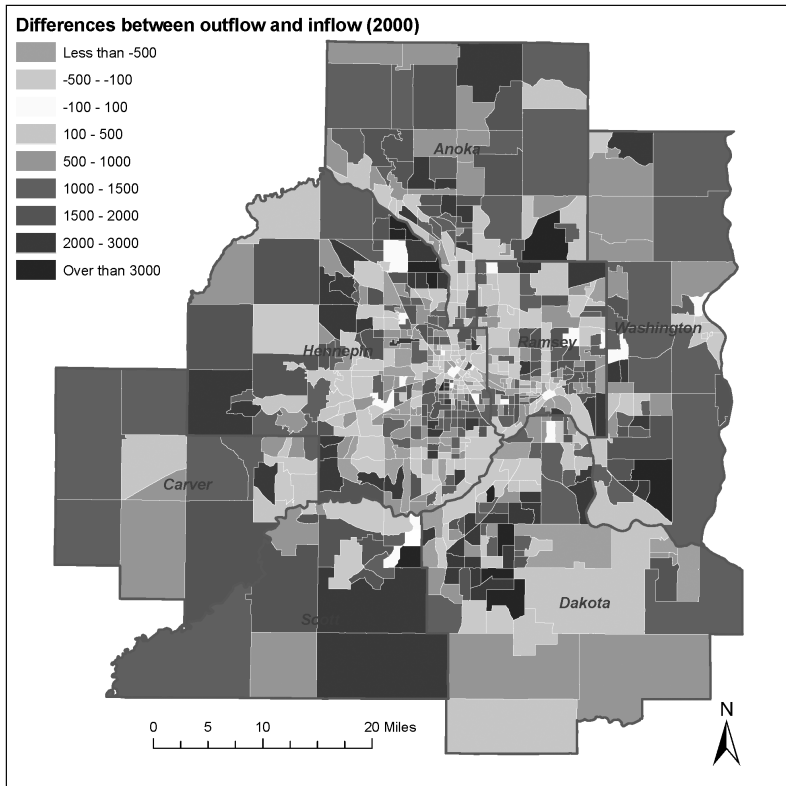 Differences between outflow and inflow (2000)
Less than -500
-500 - -100
-100 - 100
100 - 500
500 - 1000
1000 - 1500
1500 - 2000
2000 - 3000
Over than 3000
Anoka
Washington
Ramsey
Hennepin
Carver
Dakota
Scott
N
0 5 10 20 Miles